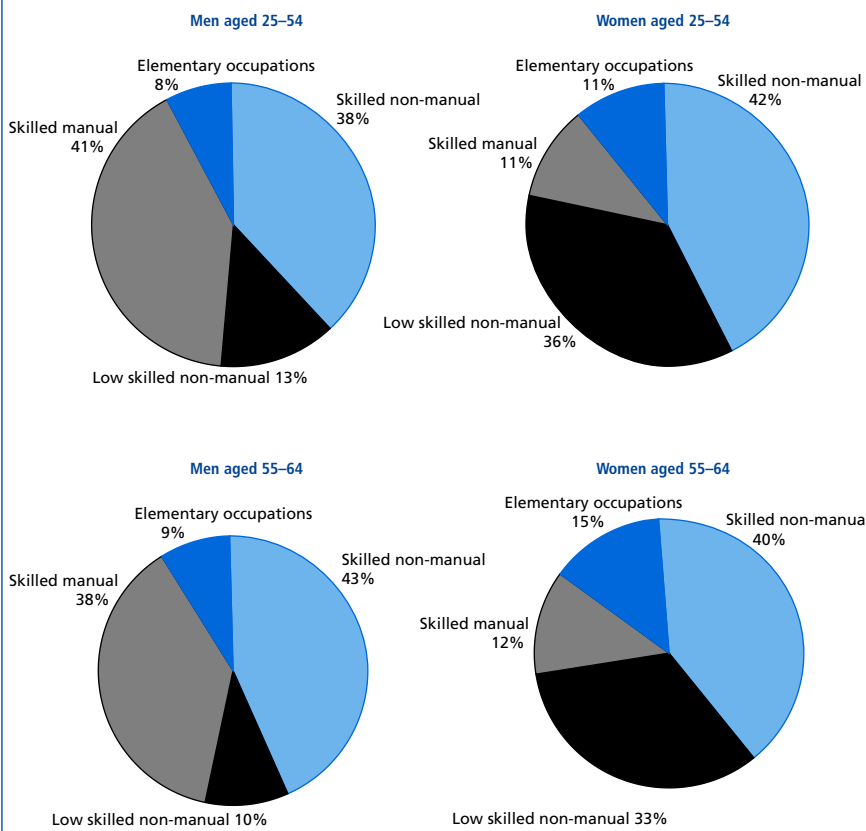 Men aged 25–54
Women aged 25–54
Elementary occupations
8%
Skilled non-manual
38%
Skilled manual
41%
Low skilled non-manual 13%
Elementary occupations
11%
Skilled non-manual
42%
Skilled manual
11%
Low skilled non-manual
36%
Men aged 55–64
Women aged 55–64
Elementary occupations
9%
Skilled non-manual
43%
Skilled manual
38%
Low skilled non-manual 10%
Elementary occupations
15%
Skilled non-manua
40%
Skilled manual
12%
Low skilled non-manual 33%